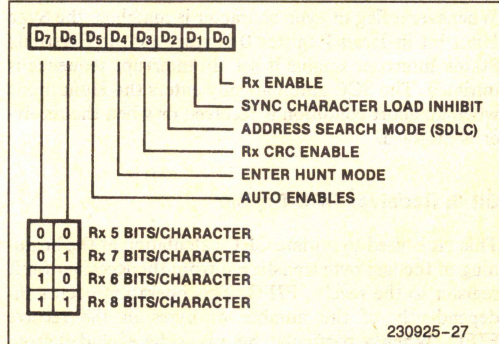 D7 D6 D5 D4 D3 D2 D1 D0
Rx ENABLE
SYNC CHARACTER LOAD INHIBIT
ADDRESS SEARCH MODE (SDLC)
Rx CRC ENABLE
ENTER HUNT MODE
AUTO ENABLES
0 0 Rx 5 BITS/CHARACTER
0 1 Rx 7 BITS/CHARACTER
1 0 Rx 6 BITS/CHARACTER
1 1 Rx 8 BITS/CHARACTER
230925-27